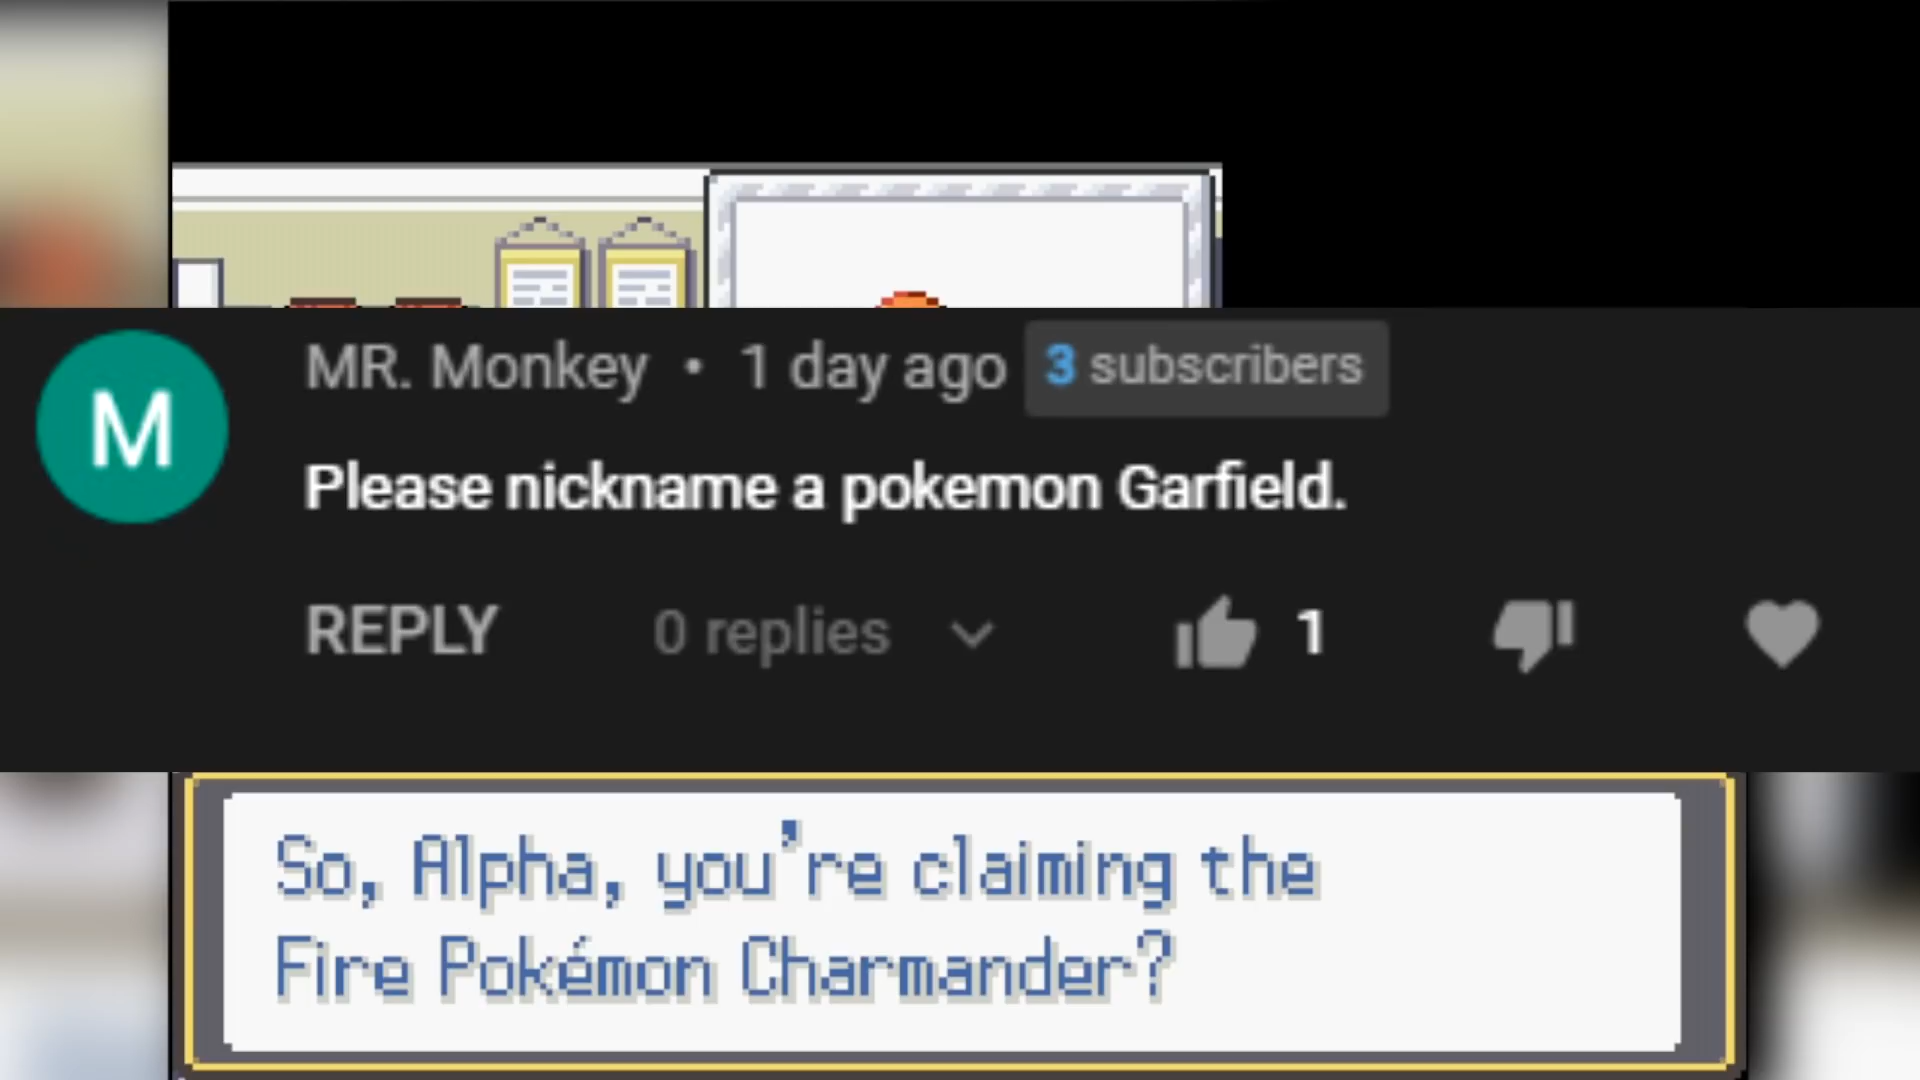 MR. Monkey • 1 day ago 3 subscribers
M
Please nickname a pokemon Garfield.
REPLY 0 replies 1
So, Alpha, you're claiming the
Fire Pokémon Charmander?